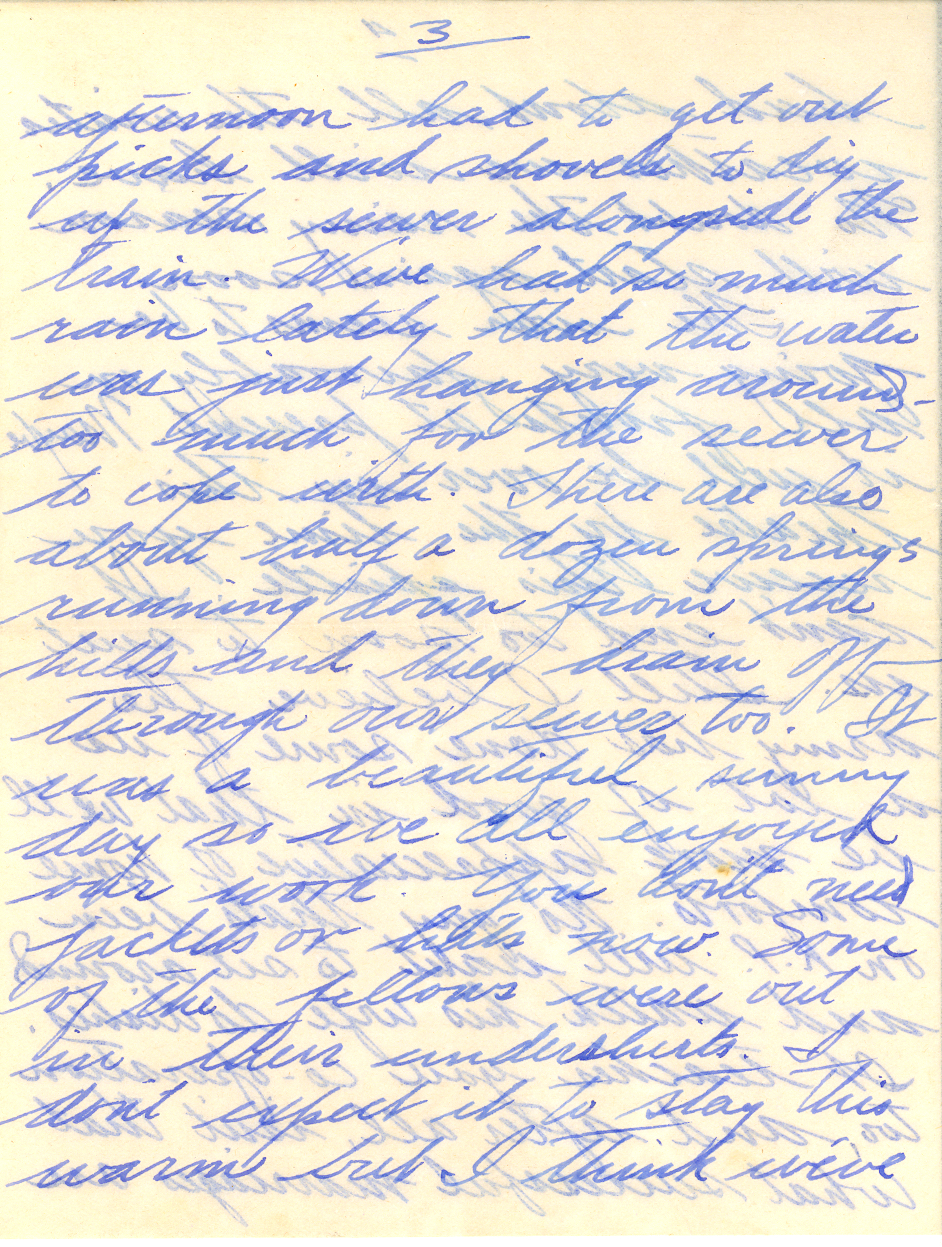 3
afternoon had to get out
picks and shovels to dig
up the sewer alongside the
train. We've had so much
rain lately that the water
was just hanging around -
too much for the sewer
to cope with. There are also
about half a dozen springs
running down from the
hills and they drain
through our sewer too. It
was a beautiful sunny
day so we all enjoyed
our work. You don't need
jackets or hats now. Some
of the fellows were out
in their undershirts. I
don't expect it to stay this
warm but I think we've